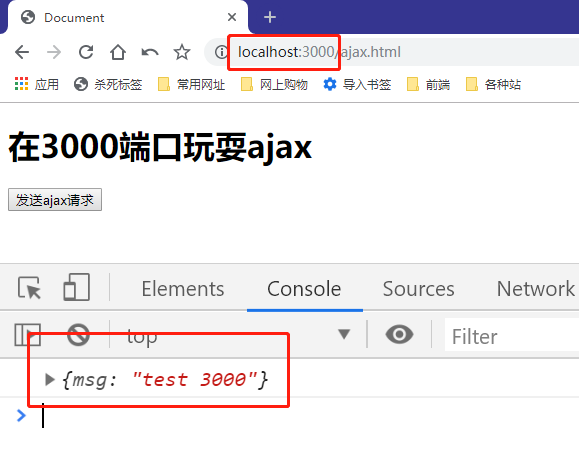 Document
localhost:3000/ajax.html
应用 杀死标签 常用网址 网上购物 导入书签 前端 各种站
在3000端口玩耍ajax
发送ajax请求
Elements Console Sources Network
top Filter
{msg: "test 3000"}